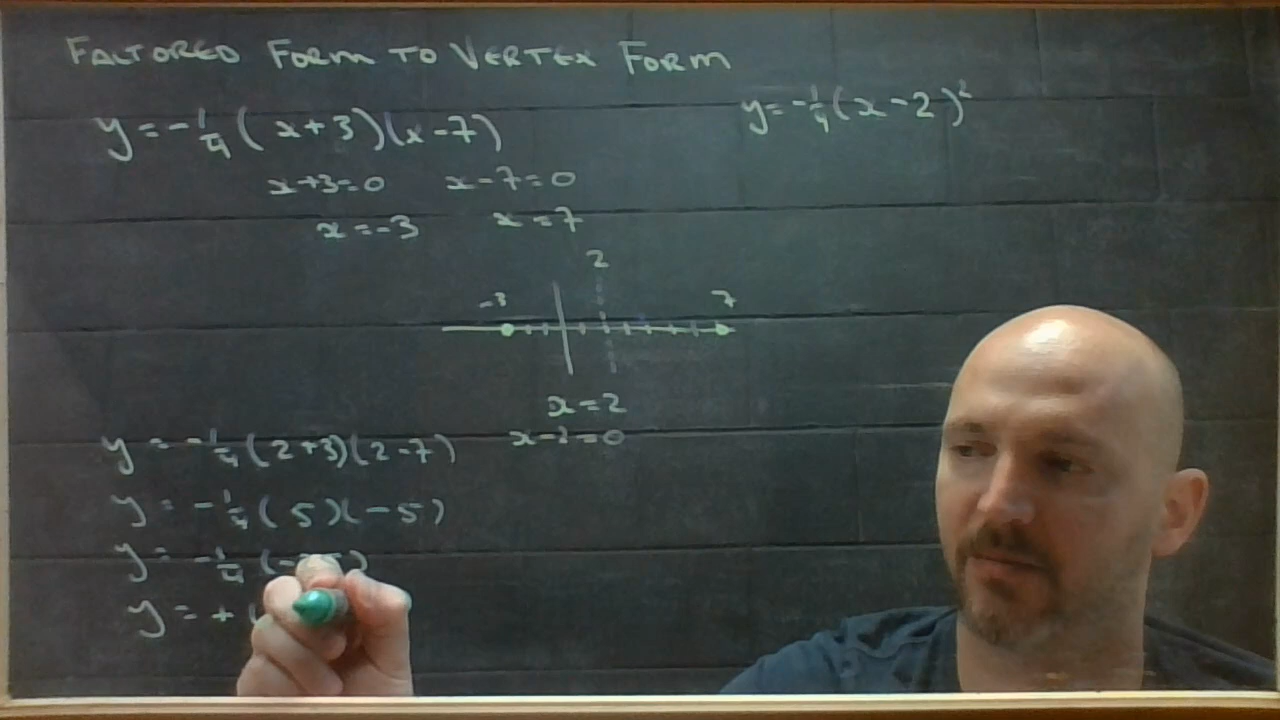 FACTORED FORM TO VERTEX FORM
y = -1/4 (x+3)(x-7)
x+3=0 x-7=0
x=-3 x=7
y = -1/4 (x-2)²
2
-3 7
x=2
x-2=0
y = -1/4 (2+3)(2-7)
y = -1/4 (5)(-5)
y = -1/4 (-
y = +